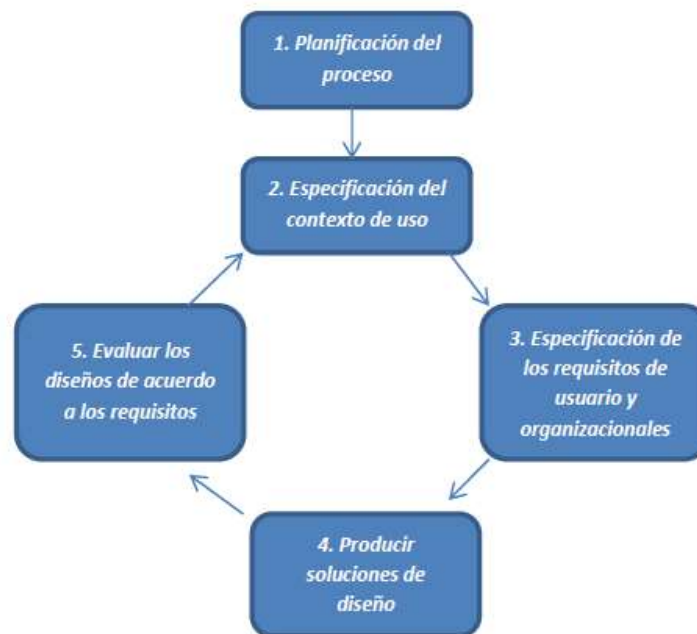 1. Planificación del
proceso
2. Especificación del
contexto de uso
3. Especificación de
los requisitos de
usuario y
organizacionales
4. Producir
soluciones de
diseño
5. Evaluar los
diseños de acuerdo
a los requisitos